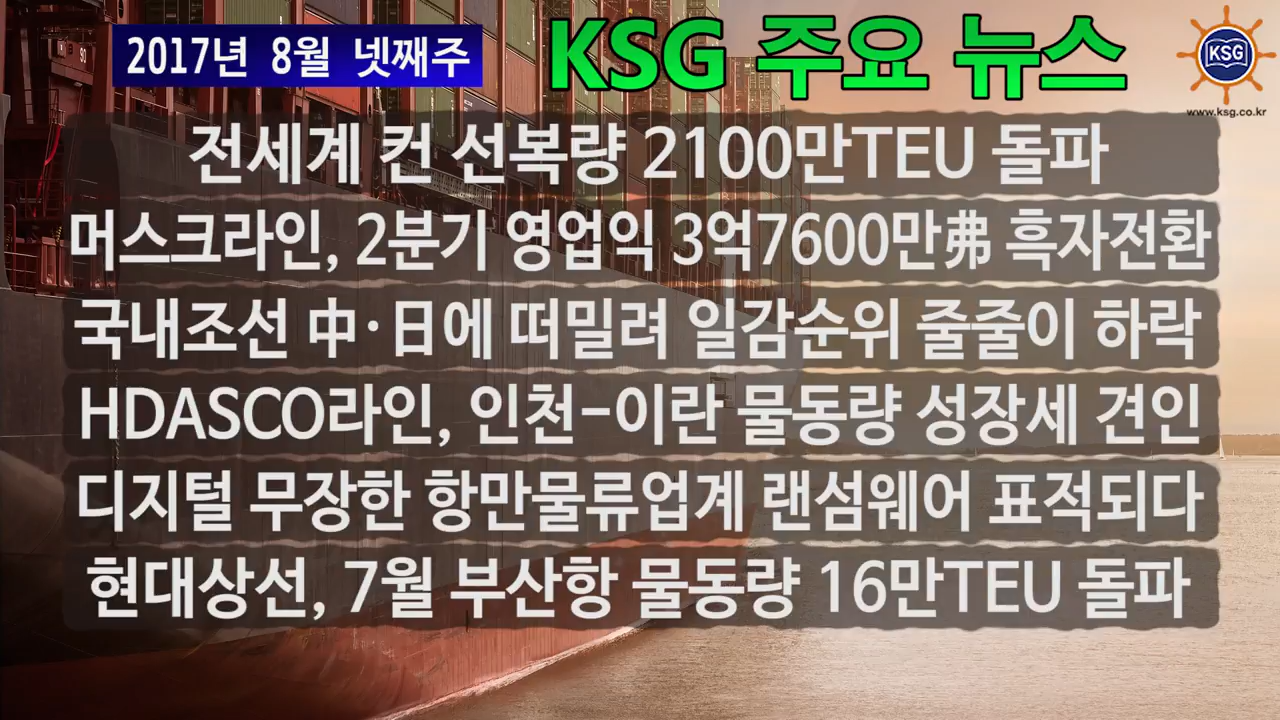 2017년 8월 넷째주
KSG 주요 뉴스
KSG
www.ksg.co.kr
전세계 컨 선복량 2100만TEU 돌파
머스크라인, 2분기 영업익 3억7600만弗 흑자전환
국내조선 中·日에 떠밀려 일감순위 줄줄이 하락
HDASCO라인, 인천-이란 물동량 성장세 견인
디지털 무장한 항만물류업계 랜섬웨어 표적되다
현대상선, 7월 부산항 물동량 16만TEU 돌파